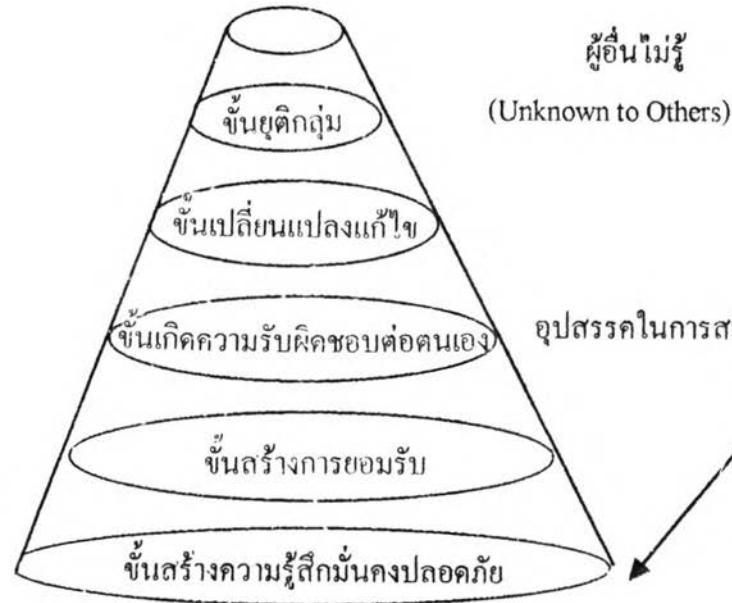 ผู้อื่นไม่รู้
(Unknown to Others)
ขั้นยุติกลุ่ม
ขั้นเปลี่ยนแปลงแก้ไข
ขั้นเกิดความรับผิดชอบต่อตนเอง
อุปสรรคในการส
ขั้นสร้างการยอมรับ
ขั้นสร้างความรู้สึกมั่นคงปลอดภัย